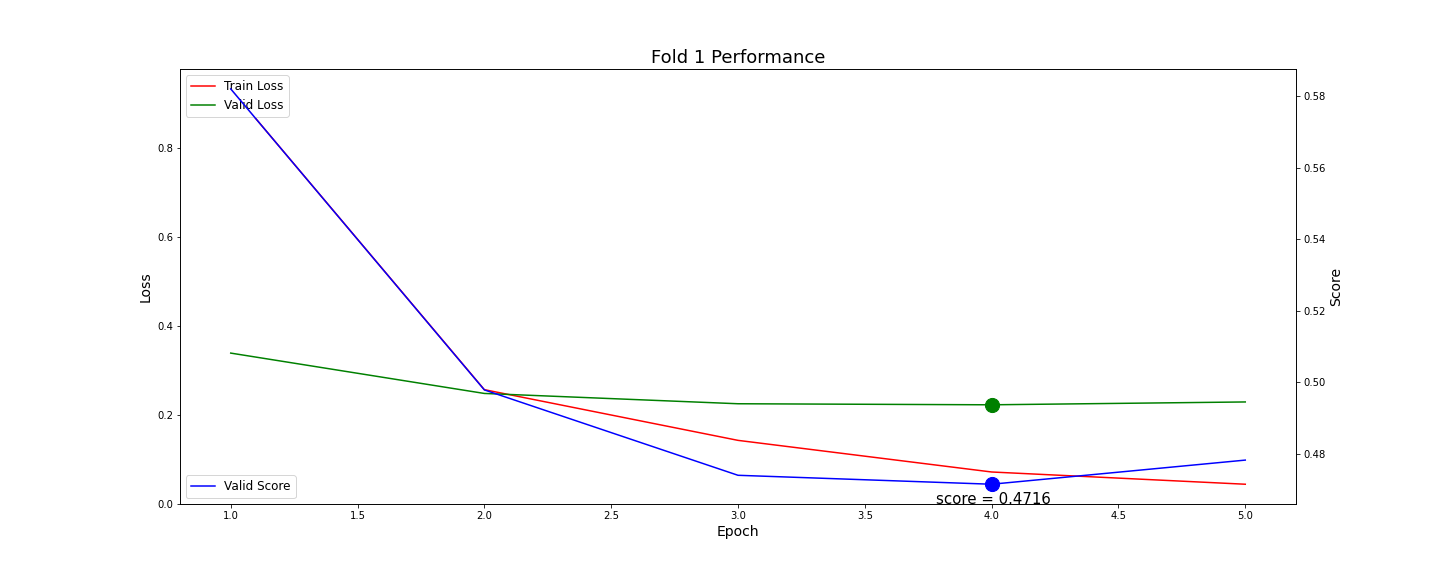 Fold 1 Performance
Train Loss
Valid Loss
Valid Score
score = 0.4716
Loss
0.8
0.6
0.4
0.2
0.0
Score
0.58
0.56
0.54
0.52
0.50
0.48
1.0 1.5 2.0 2.5 3.0 3.5 4.0 4.5 5.0
Epoch